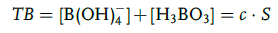 TB = [B(OH)₄⁻]+[H₃BO₃] = c · S